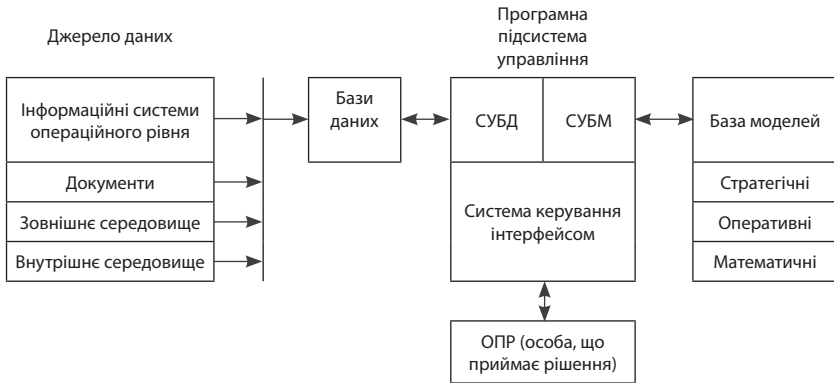 Джерело даних
Програмна
підсистема
управління
Інформаційні системи
операційного рівня
Документи
Зовнішнє середовище
Внутрішнє середовище
Бази
даних
СУБД
СУБМ
Система керування
інтерфейсом
База моделей
Стратегічні
Оперативні
Математичні
ОПР (особа, що
приймає рішення)